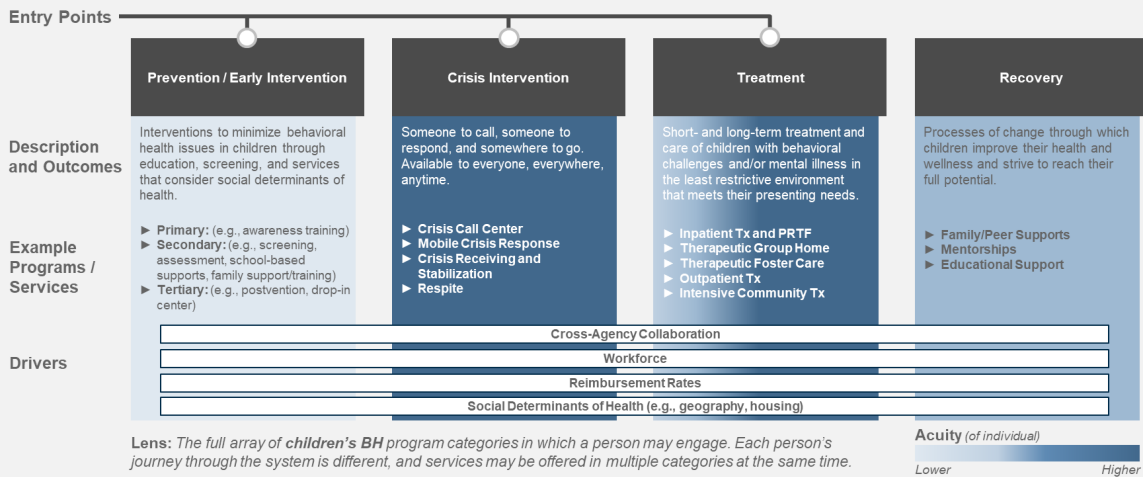 Entry Points
Prevention / Early Intervention
Crisis Intervention
Treatment
Recovery
Description
and Outcomes
Interventions to minimize behavioral
health issues in children through
education, screening, and services
that consider social determinants of
health.
Someone to call, someone to
respond, and somewhere to go.
Available to everyone, everywhere,
anytime.
Short- and long-term treatment and
care of children with behavioral
challenges and/or mental illness in
the least restrictive environment
that meets their presenting needs.
Processes of change through which
children improve their health and
wellness and strive to reach their
full potential.
Example
Programs /
Services
► Primary: (e.g., awareness training)
► Secondary: (e.g., screening,
assessment, school-based
supports, family support/training)
► Tertiary: (e.g., postvention, drop-in
center)
► Crisis Call Center
► Mobile Crisis Response
► Crisis Receiving and
Stabilization
► Respite
► Inpatient Tx and PRTF
► Therapeutic Group Home
► Therapeutic Foster Care
► Outpatient Tx
► Intensive Community Tx
► Family/Peer Supports
► Mentorships
► Educational Support
Drivers
Cross-Agency Collaboration
Workforce
Reimbursement Rates
Social Determinants of Health (e.g., geography, housing)
Lens: The full array of children's BH program categories in which a person may engage. Each person's
journey through the system is different, and services may be offered in multiple categories at the same time.
Acuity (of individual)
Lower Higher